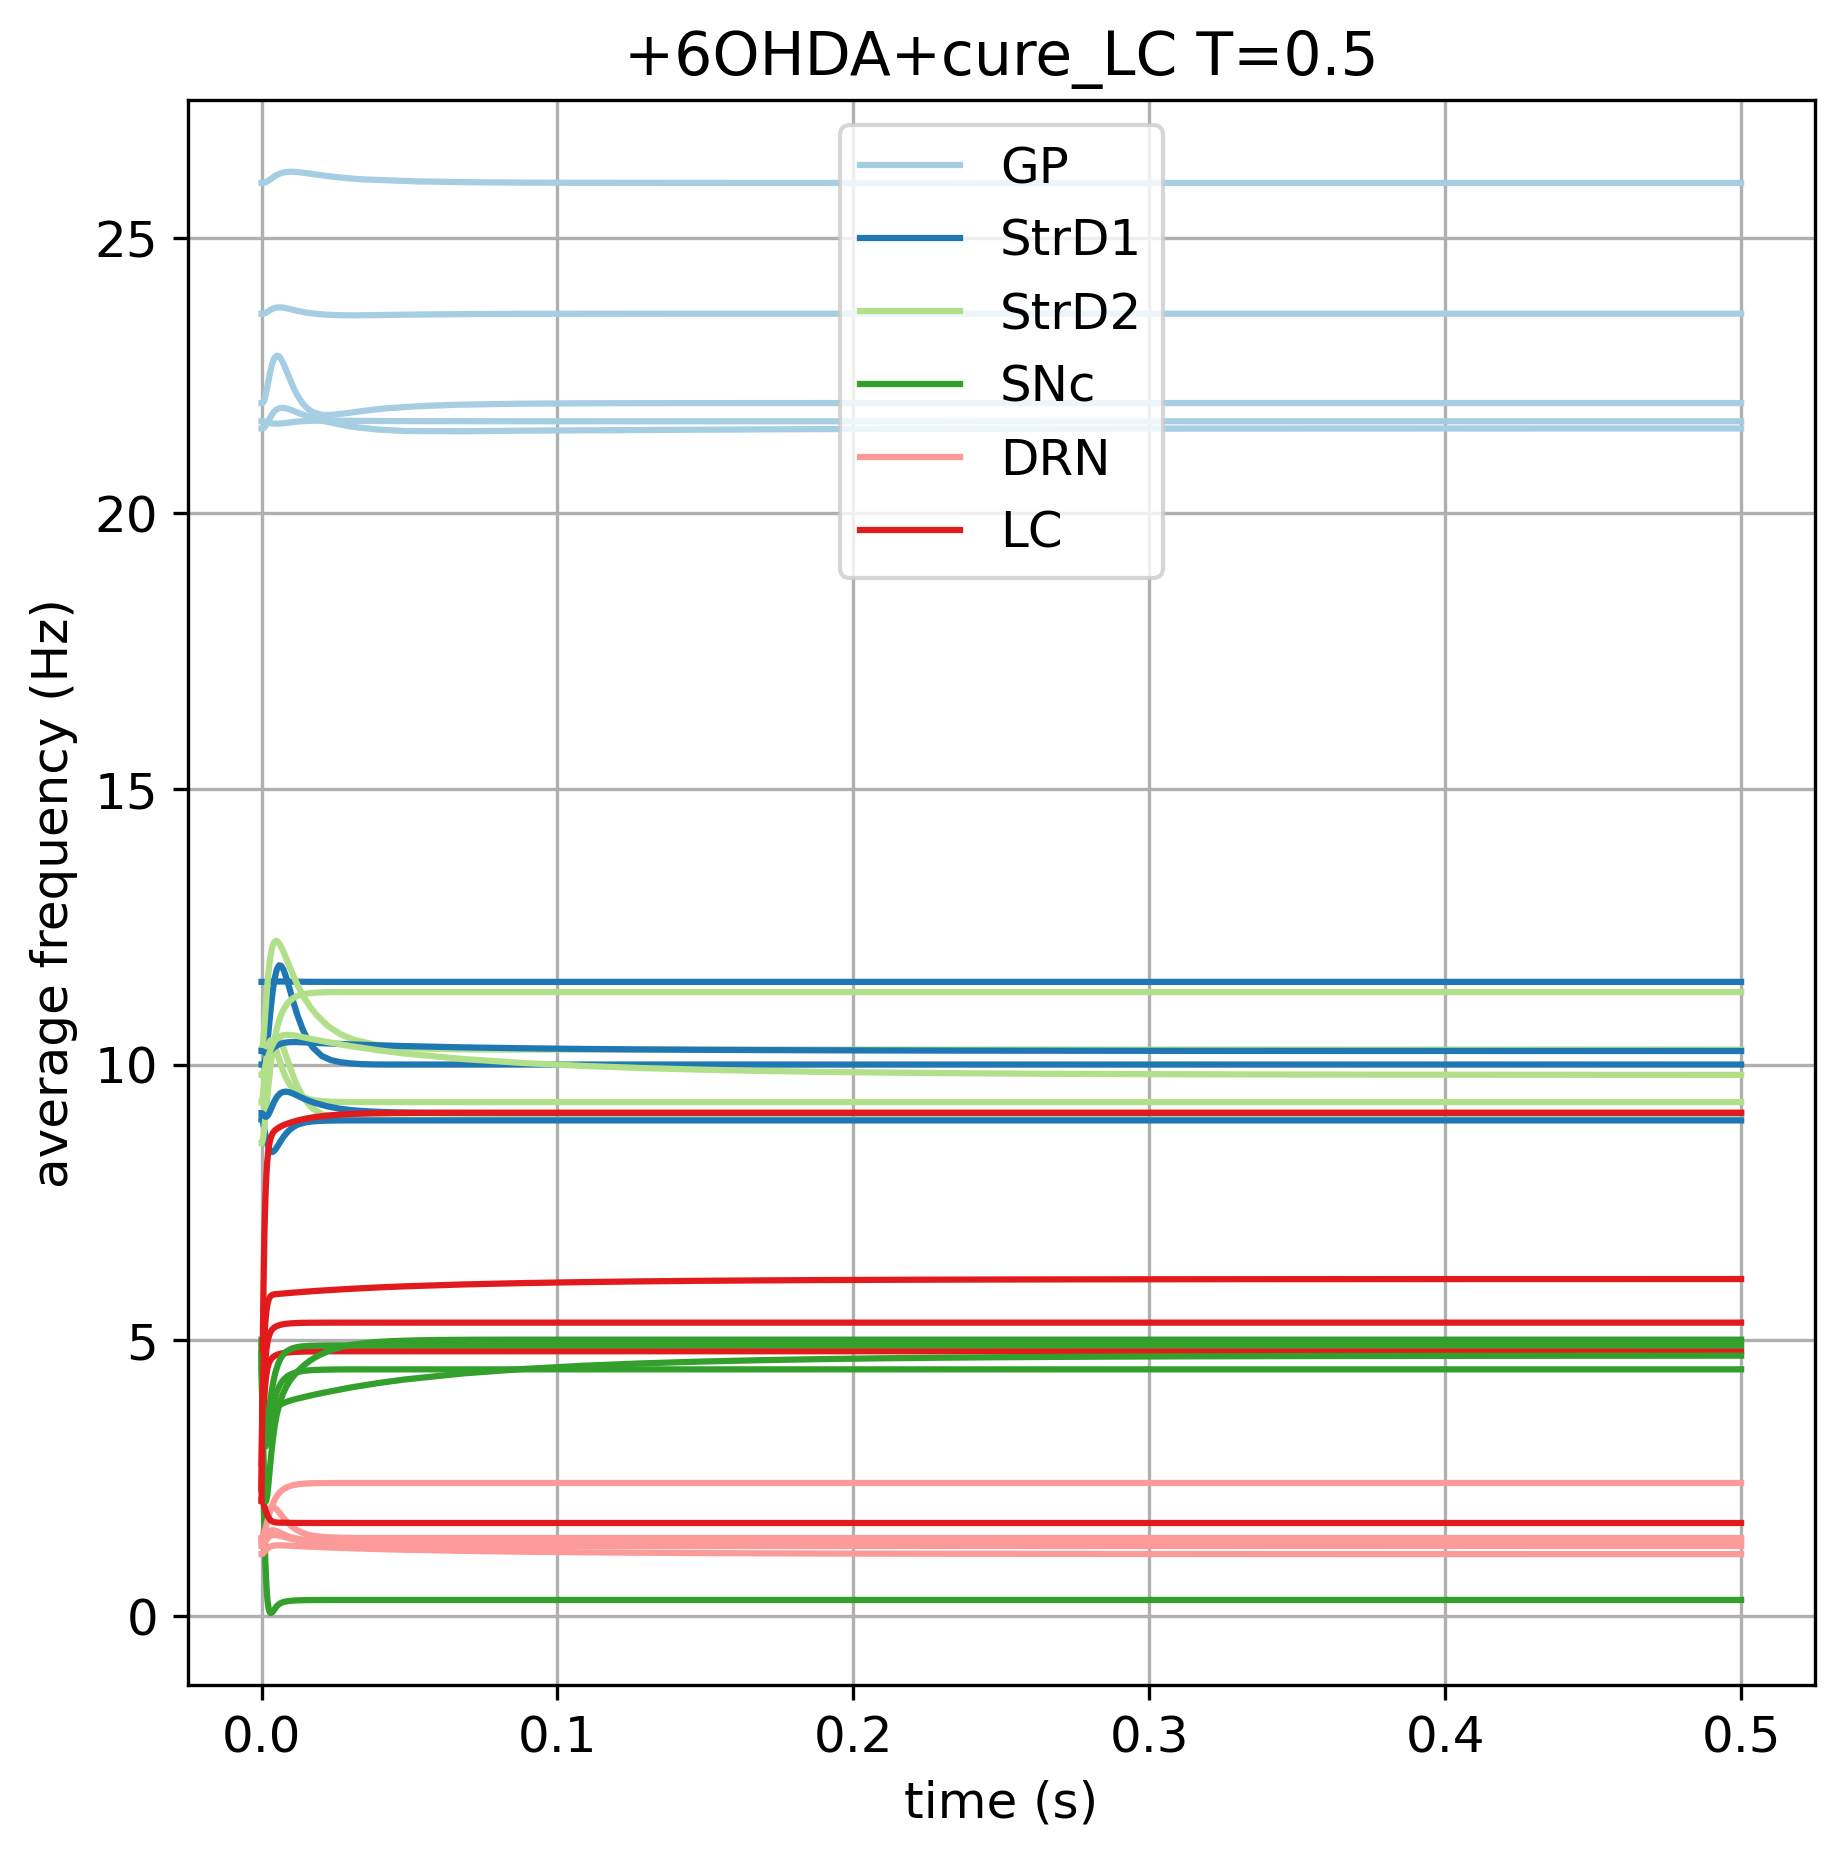 +6OHDA+cure_LC T=0.5
GP
StrD1
StrD2
SNc
DRN
LC
average frequency (Hz)
25
20
15
10
5
0
0.0 0.1 0.2 0.3 0.4 0.5
time (s)